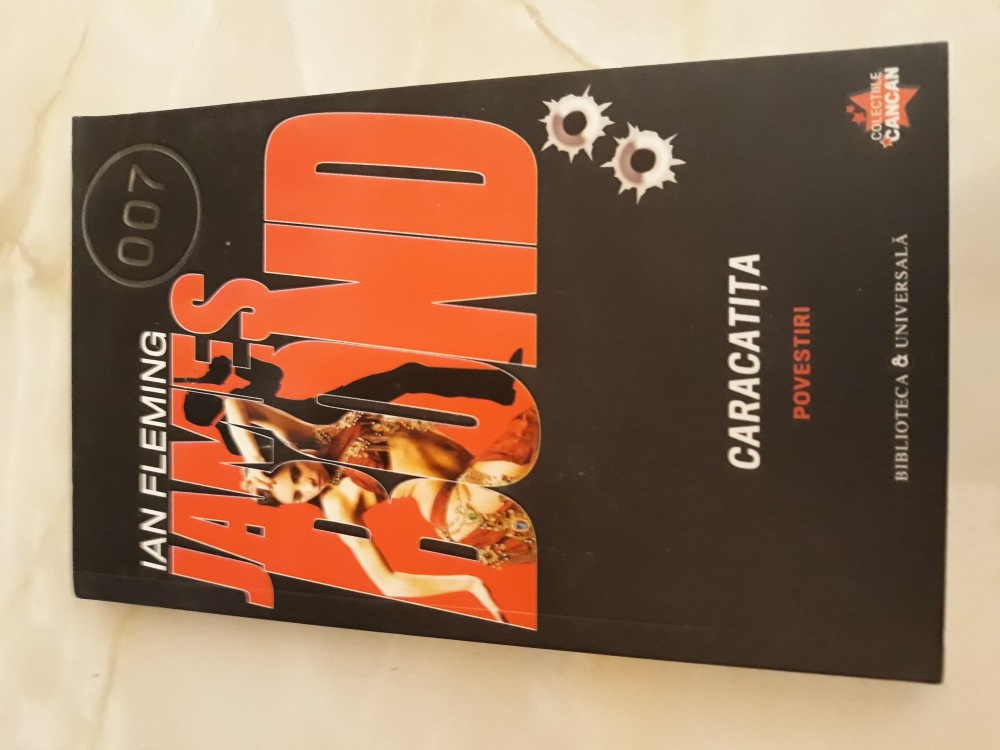 007
IAN FLEMING
JAMES
BOND
CARACATIȚA
POVESTIRI
BIBLIOTECA & UNIVERSALĂ
COLECȚIILE
CANCAN